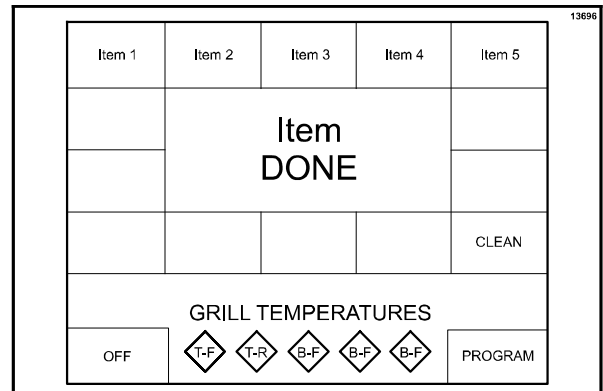 13696
Item 1 Item 2 Item 3 Item 4 Item 5
Item
DONE
CLEAN
GRILL TEMPERATURES
OFF T-F T-R B-F B-F B-F PROGRAM